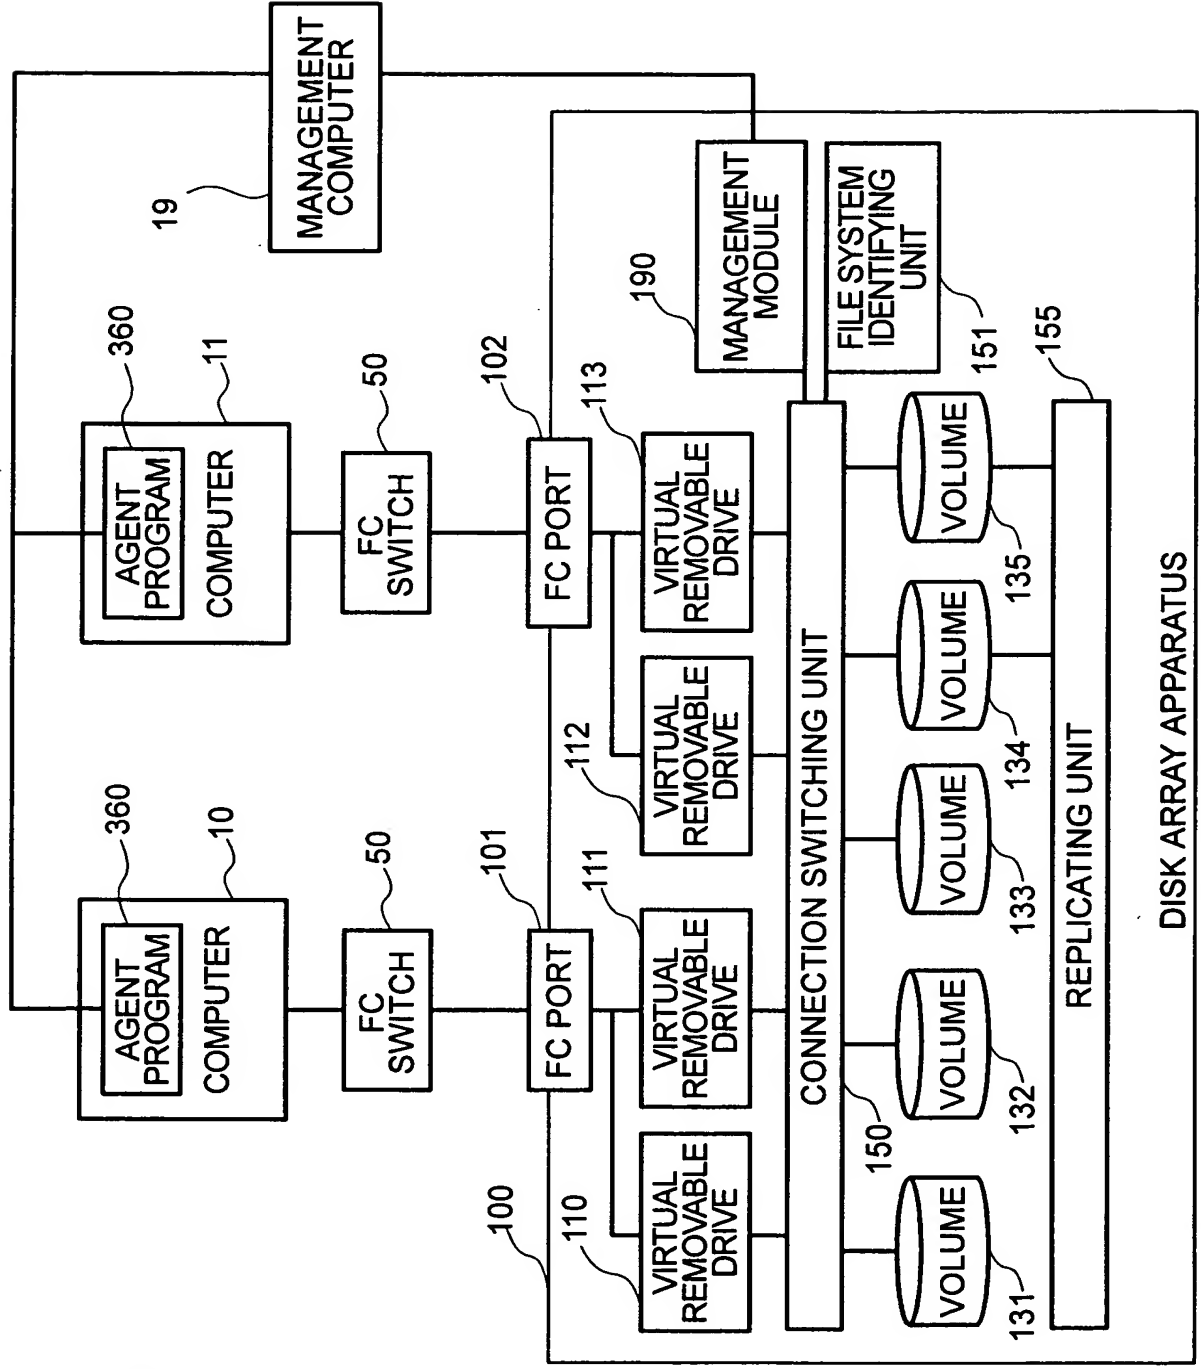 19
MANAGEMENT
COMPUTER
360
AGENT
PROGRAM
COMPUTER
10
360
AGENT
PROGRAM
COMPUTER
11
50
FC
SWITCH
50
FC
SWITCH
100
101
FC PORT
102
FC PORT
110
VIRTUAL
REMOVABLE
DRIVE
111
VIRTUAL
REMOVABLE
DRIVE
112
VIRTUAL
REMOVABLE
DRIVE
113
VIRTUAL
REMOVABLE
DRIVE
190
MANAGEMENT
MODULE
CONNECTION SWITCHING UNIT
150
FILE SYSTEM
IDENTIFYING
UNIT
151
VOLUME
131
VOLUME
132
VOLUME
133
VOLUME
134
VOLUME
135
155
REPLICATING UNIT
DISK ARRAY APPARATUS